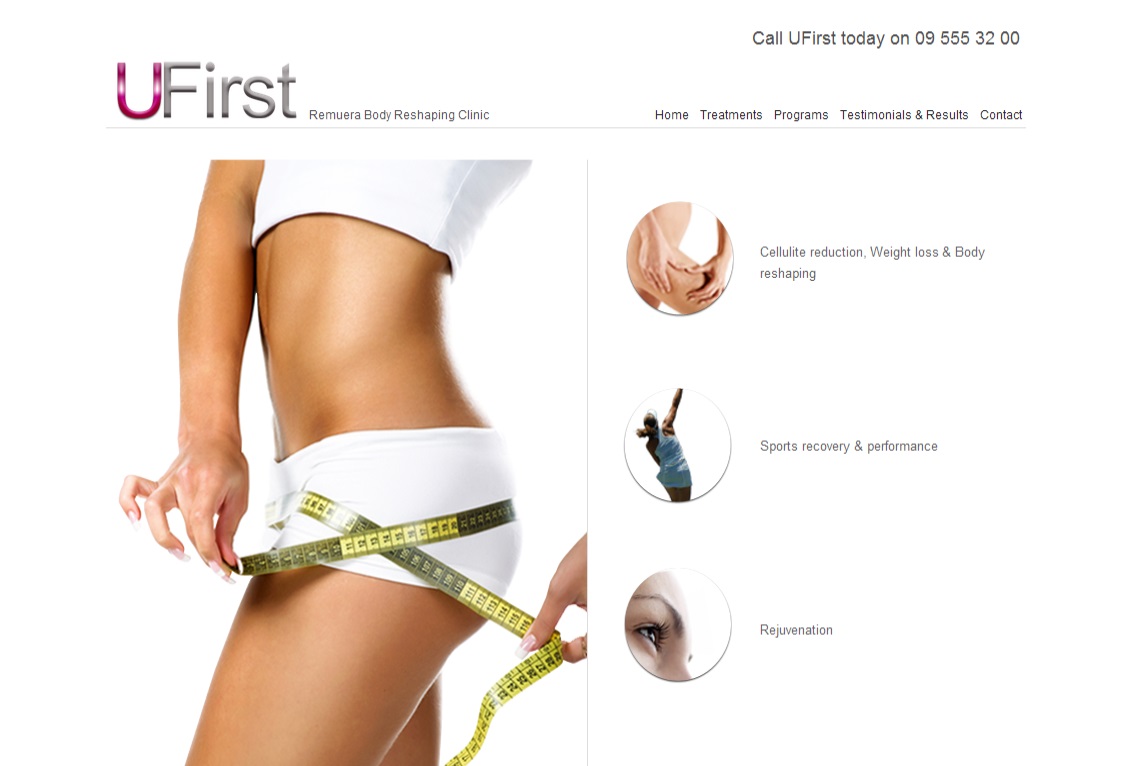 Call UFirst today on 09 555 32 00
UFirst
Remuera Body Reshaping Clinic
Home Treatments Programs Testimonials & Results Contact
Cellulite reduction, Weight loss & Body
reshaping
Sports recovery & performance
Rejuvenation